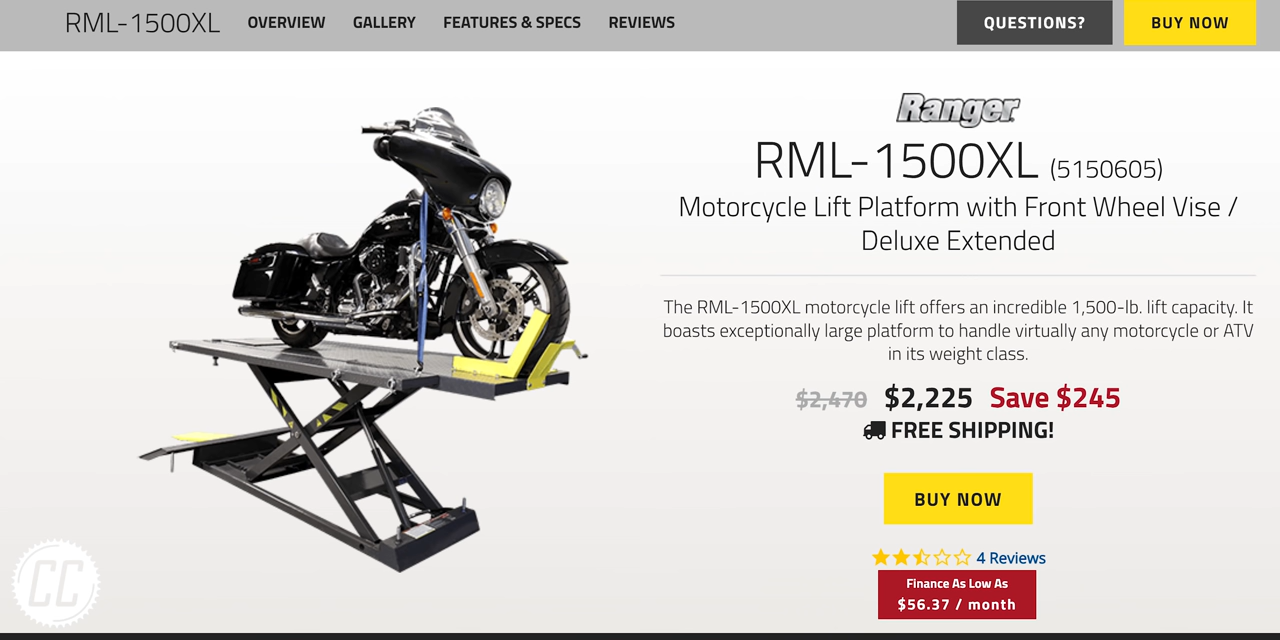 RML-1500XL OVERVIEW GALLERY FEATURES & SPECS REVIEWS QUESTIONS? BUY NOW
Ranger
RML-1500XL (5150605)
Motorcycle Lift Platform with Front Wheel Vise /
Deluxe Extended
The RML-1500XL motorcycle lift offers an incredible 1,500-lb. lift capacity. It
boasts exceptionally large platform to handle virtually any motorcycle or ATV
in its weight class.
$2,470 $2,225 Save $245
FREE SHIPPING!
BUY NOW
4 Reviews
Finance As Low As
$56.37 / month
CC